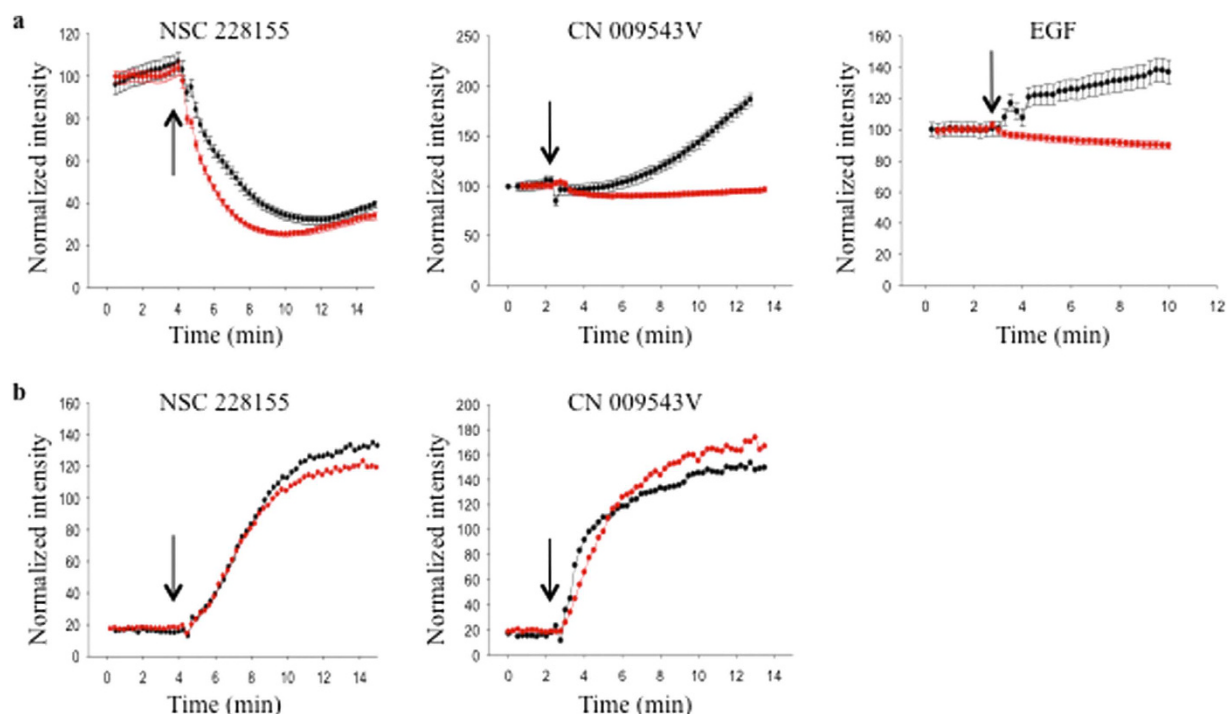 a
NSC 228155
CN 009543V
EGF
Normalized intensity
120
100
80
60
40
20
0
0 2 4 6 8 10 12 14
Time (min)
Normalized intensity
250
200
150
100
50
0
0 2 4 6 8 10 12 14
Time (min)
Normalized intensity
160
140
120
100
80
60
40
20
0
0 2 4 6 8 10 12
Time (min)
b
NSC 228155
CN 009543V
Normalized intensity
160
140
120
100
80
60
40
20
0
0 2 4 6 8 10 12 14
Time (min)
Normalized intensity
200
180
160
140
120
100
80
60
40
20
0
0 2 4 6 8 10 12 14
Time (min)